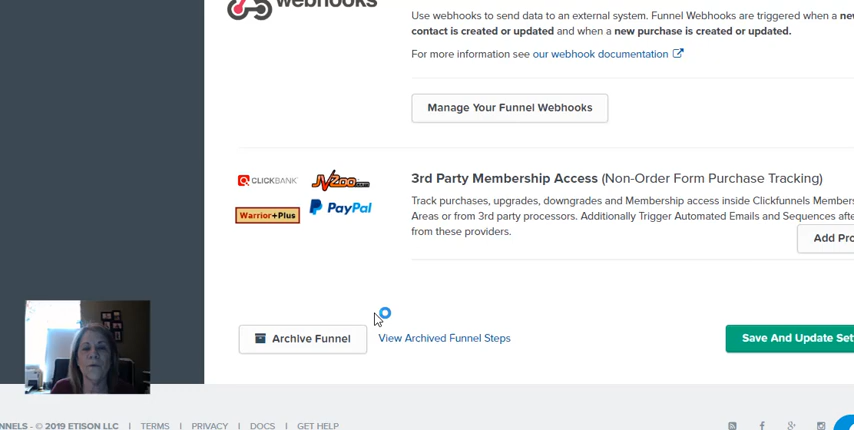 webhooks
Use webhooks to send data to an external system. Funnel Webhooks are triggered when a new
contact is created or updated and when a new purchase is created or updated.
For more information see our webhook documentation
Manage Your Funnel Webhooks
CLICKBANK
JVZoo.com
Warrior+Plus
PayPal
3rd Party Membership Access (Non-Order Form Purchase Tracking)
Track purchases, upgrades, downgrades and Membership access inside Clickfunnels Members
Areas or from 3rd party processors. Additionally Trigger Automated Emails and Sequences afte
from these providers.
Add Pro
Archive Funnel
View Archived Funnel Steps
Save And Update Set
NNELS - © 2019 ETISON LLC | TERMS | PRIVACY | DOCS | GET HELP